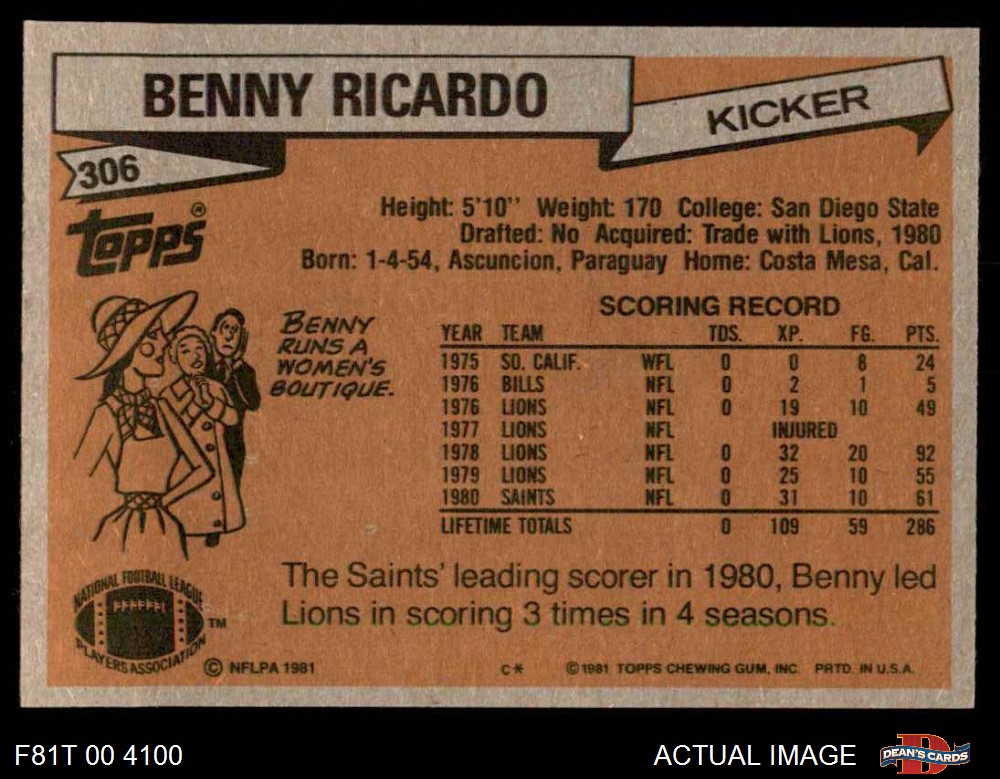 BENNY RICARDO
KICKER
306
TOPPS®
Height: 5'10" Weight: 170 College: San Diego State
Drafted: No Acquired: Trade with Lions, 1980
Born: 1-4-54, Ascuncion, Paraguay Home: Costa Mesa, Cal.
BENNY
RUNS A
WOMEN'S
BOUTIQUE.
SCORING RECORD
YEAR TEAM TDS. XP. FG. PTS.
1975 SO. CALIF. WFL 0 0 8 24
1976 BILLS NFL 0 2 1 5
1976 LIONS NFL 0 19 10 49
1977 LIONS NFL INJURED
1978 LIONS NFL 0 32 20 92
1979 LIONS NFL 0 25 10 55
1980 SAINTS NFL 0 31 10 61
LIFETIME TOTALS 0 109 59 286
The Saints' leading scorer in 1980, Benny led
Lions in scoring 3 times in 4 seasons.
NATIONAL FOOTBALL LEAGUE
PLAYERS ASSOCIATION
TM
© NFLPA 1981
C*
© 1981 TOPPS CHEWING GUM, INC. PRTD. IN U.S.A.
F81T 00 4100
ACTUAL IMAGE
D
DEAN'S CARDS